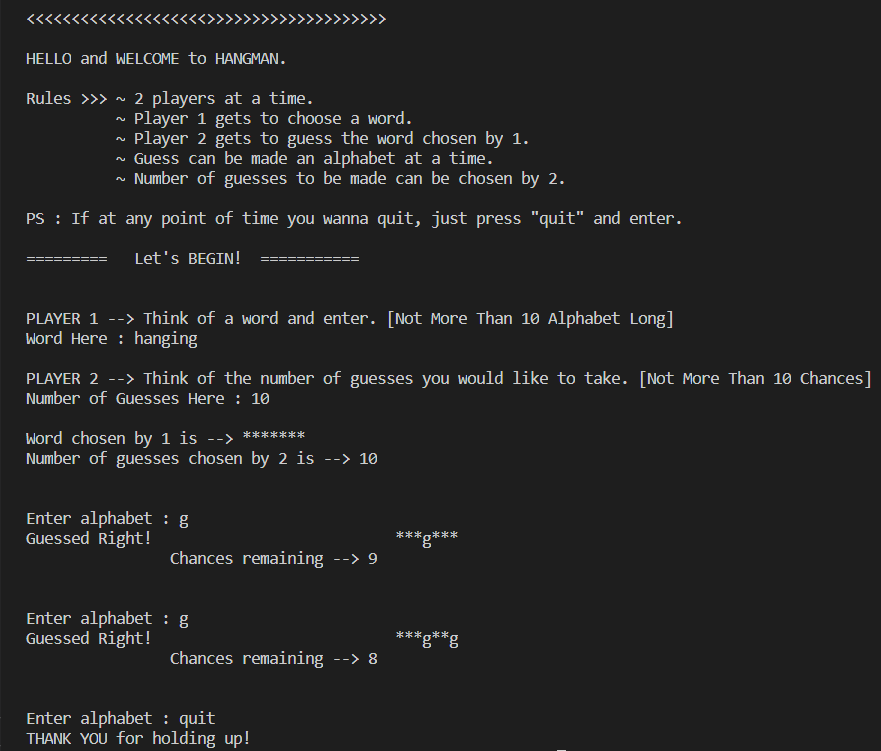 <<<<<<<<<<<<<<<<<<<<>>>>>>>>>>>>>>>>>>>>
HELLO and WELCOME to HANGMAN.
Rules >>> ~ 2 players at a time.
~ Player 1 gets to choose a word.
~ Player 2 gets to guess the word chosen by 1.
~ Guess can be made an alphabet at a time.
~ Number of guesses to be made can be chosen by 2.
PS : If at any point of time you wanna quit, just press "quit" and enter.
=========   Let's BEGIN!  ===========
PLAYER 1 --> Think of a word and enter. [Not More Than 10 Alphabet Long]
Word Here : hanging
PLAYER 2 --> Think of the number of guesses you would like to take. [Not More Than 10 Chances]
Number of Guesses Here : 10
Word chosen by 1 is --> *******
Number of guesses chosen by 2 is --> 10
Enter alphabet : g
Guessed Right!                           ***g***
Chances remaining --> 9
Enter alphabet : g
Guessed Right!                           ***g**g
Chances remaining --> 8
Enter alphabet : quit
THANK YOU for holding up!